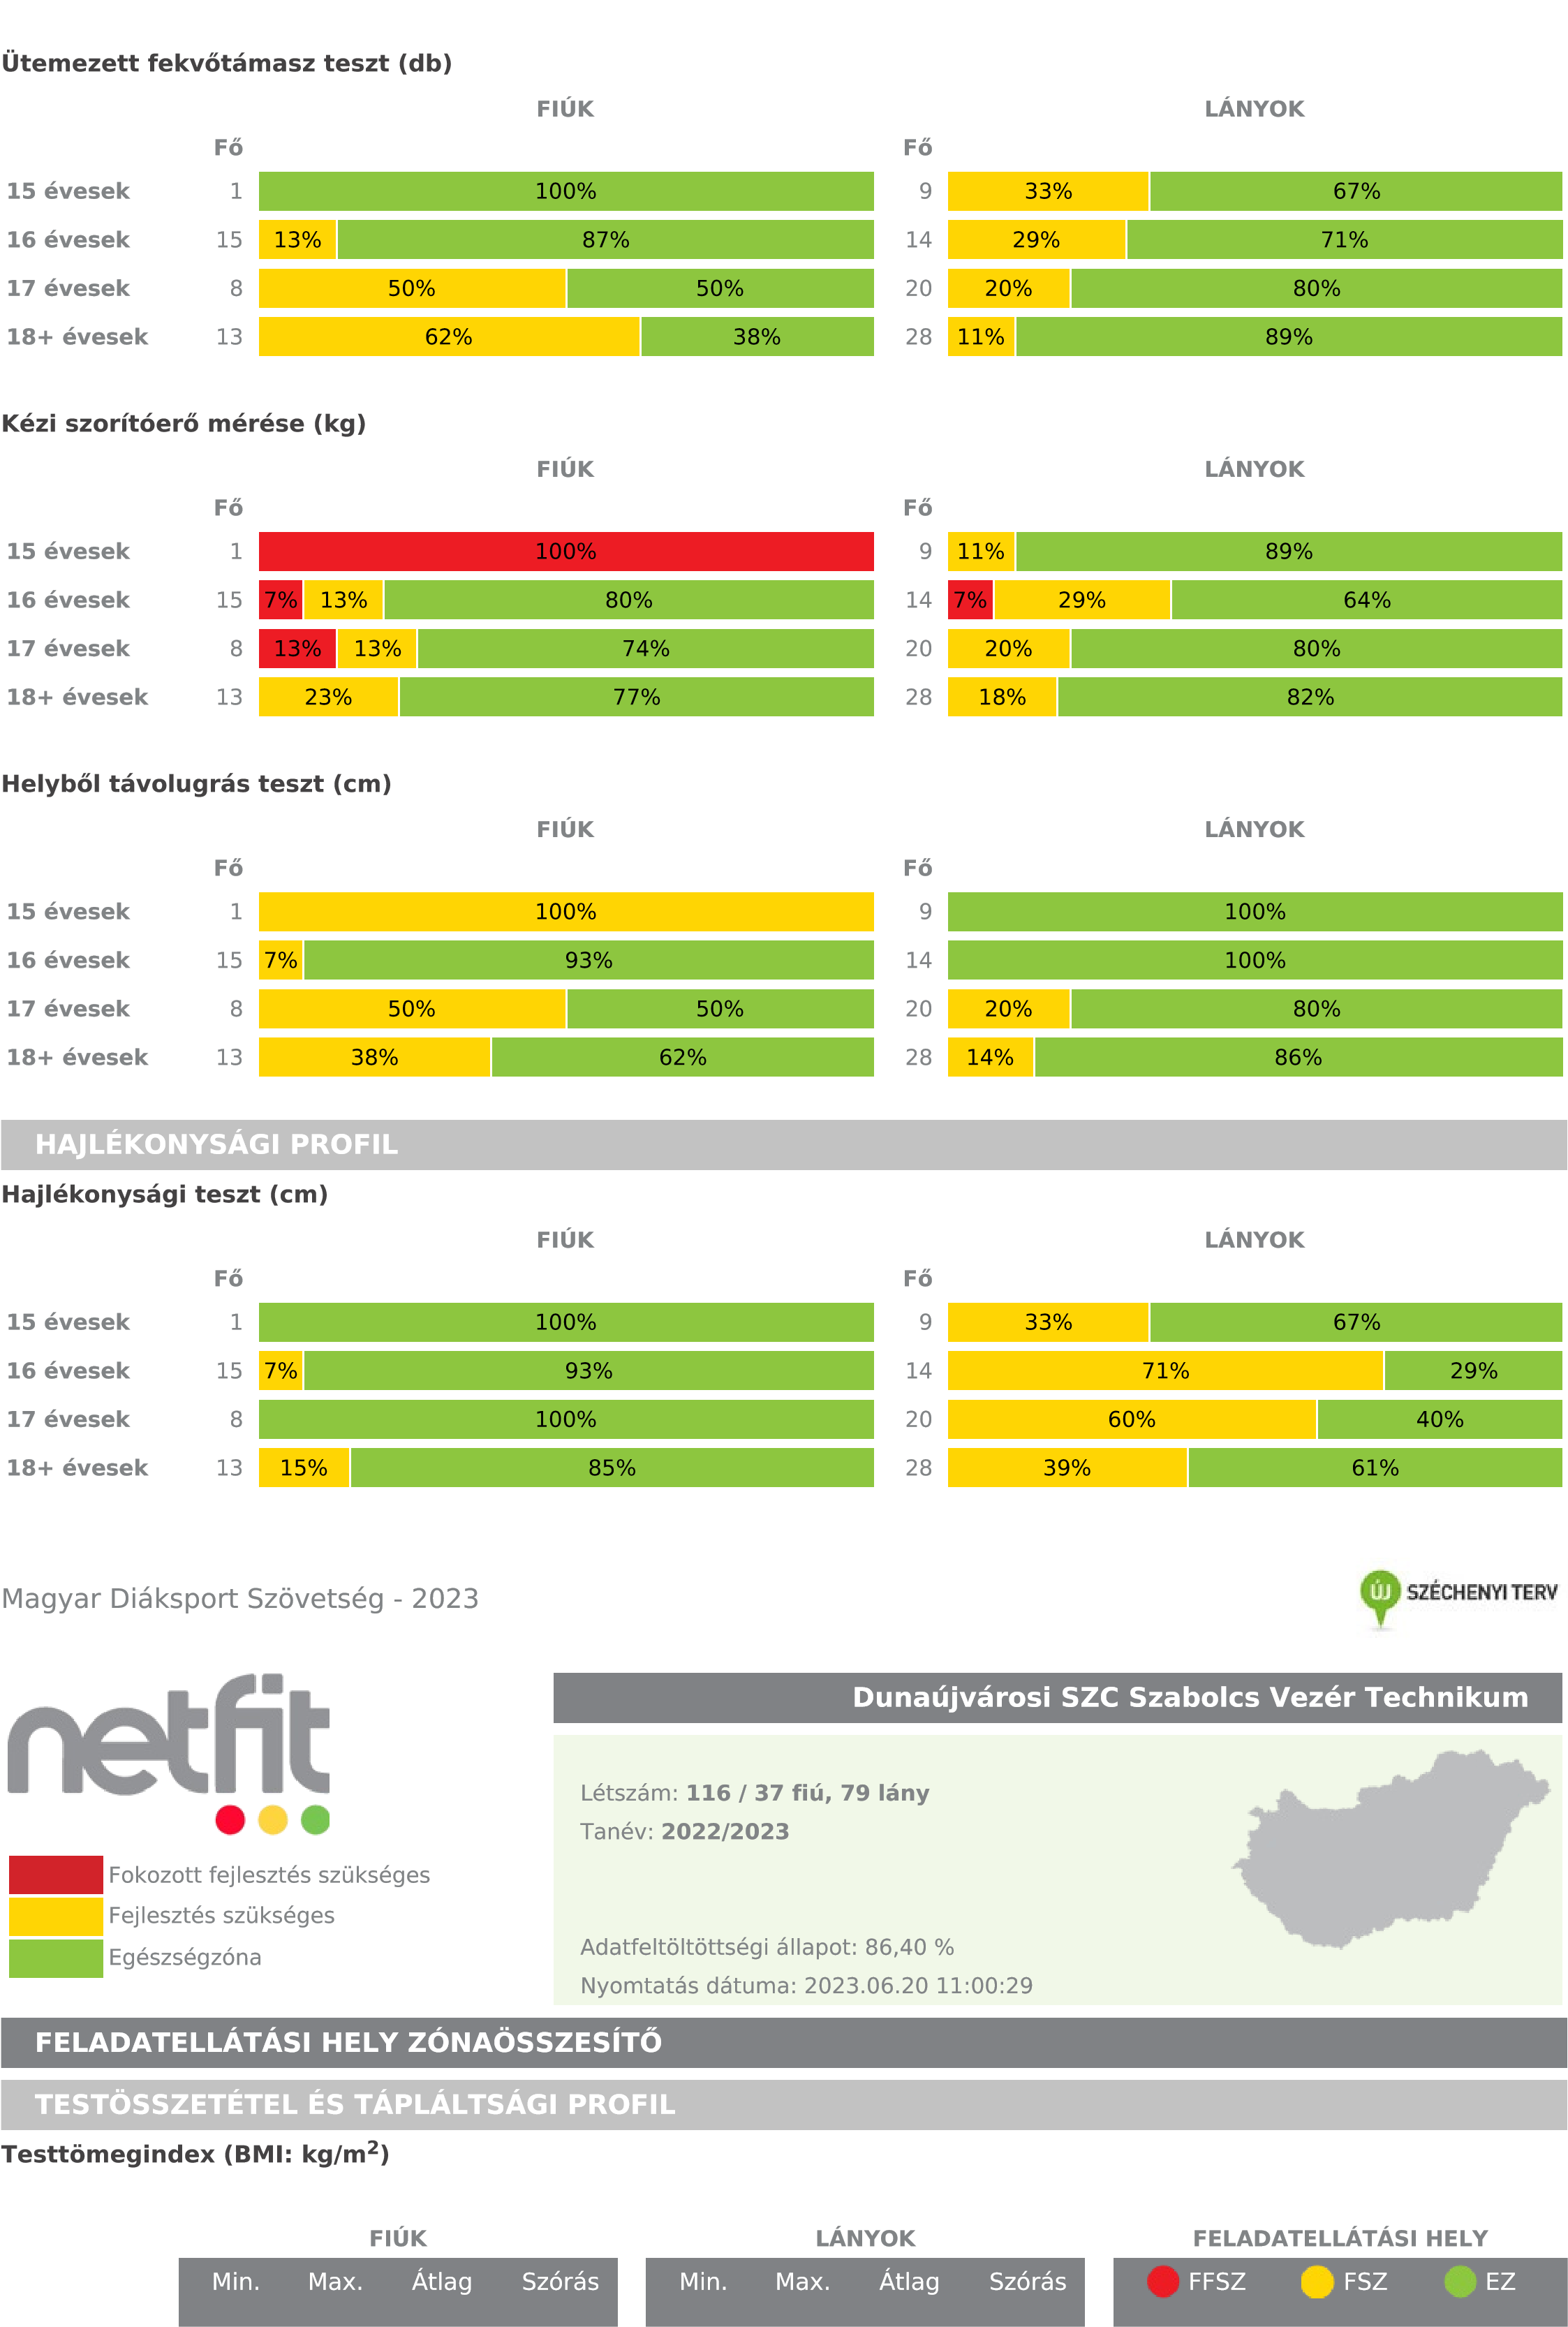 Ütemezett fekvőtámasz teszt (db)
FIÚK LÁNYOK
Fő Fő
15 évesek 1 100% 9 33% 67%
16 évesek 15 13% 87% 14 29% 71%
17 évesek 8 50% 50% 20 20% 80%
18+ évesek 13 62% 38% 28 11% 89%
Kézi szorítóerő mérése (kg)
FIÚK LÁNYOK
Fő Fő
15 évesek 1 100% 9 11% 89%
16 évesek 15 7% 13% 80% 14 7% 29% 64%
17 évesek 8 13% 13% 74% 20 20% 80%
18+ évesek 13 23% 77% 28 18% 82%
Helyből távolugrás teszt (cm)
FIÚK LÁNYOK
Fő Fő
15 évesek 1 100% 9 100%
16 évesek 15 7% 93% 14 100%
17 évesek 8 50% 50% 20 20% 80%
18+ évesek 13 38% 62% 28 14% 86%
HAJLÉKONYSÁGI PROFIL
Hajlékonysági teszt (cm)
FIÚK LÁNYOK
Fő Fő
15 évesek 1 100% 9 33% 67%
16 évesek 15 7% 93% 14 71% 29%
17 évesek 8 100% 20 60% 40%
18+ évesek 13 15% 85% 28 39% 61%
Magyar Diáksport Szövetség - 2023
ÚJ SZÉCHENYI TERV
netfit
Dunaújvárosi SZC Szabolcs Vezér Technikum
Létszám: 116 / 37 fiú, 79 lány
Tanév: 2022/2023
Fokozott fejlesztés szükséges
Fejlesztés szükséges
Egészségzóna
Adatfeltöltöttségi állapot: 86,40 %
Nyomtatás dátuma: 2023.06.20 11:00:29
FELADATELLÁTÁSI HELY ZÓNAÖSSZESÍTŐ
TESTÖSSZETÉTEL ÉS TÁPLÁLTSÁGI PROFIL
Testtömegindex (BMI: kg/m²)
FIÚK LÁNYOK FELADATELLÁTÁSI HELY
Min. Max. Átlag Szórás Min. Max. Átlag Szórás FFSZ FSZ EZ